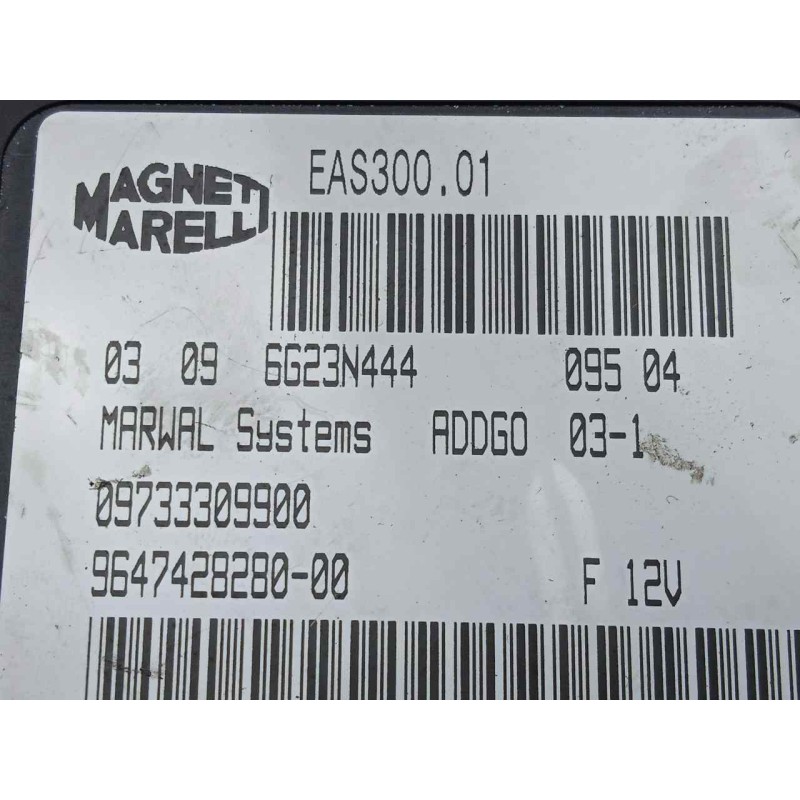 MAGNETI
MARELLI
EAS300.01
03 09 6G23N444 095 04
MARWAL Systems ADDGO 03-1
09733309900
9647428280-00 F 12V